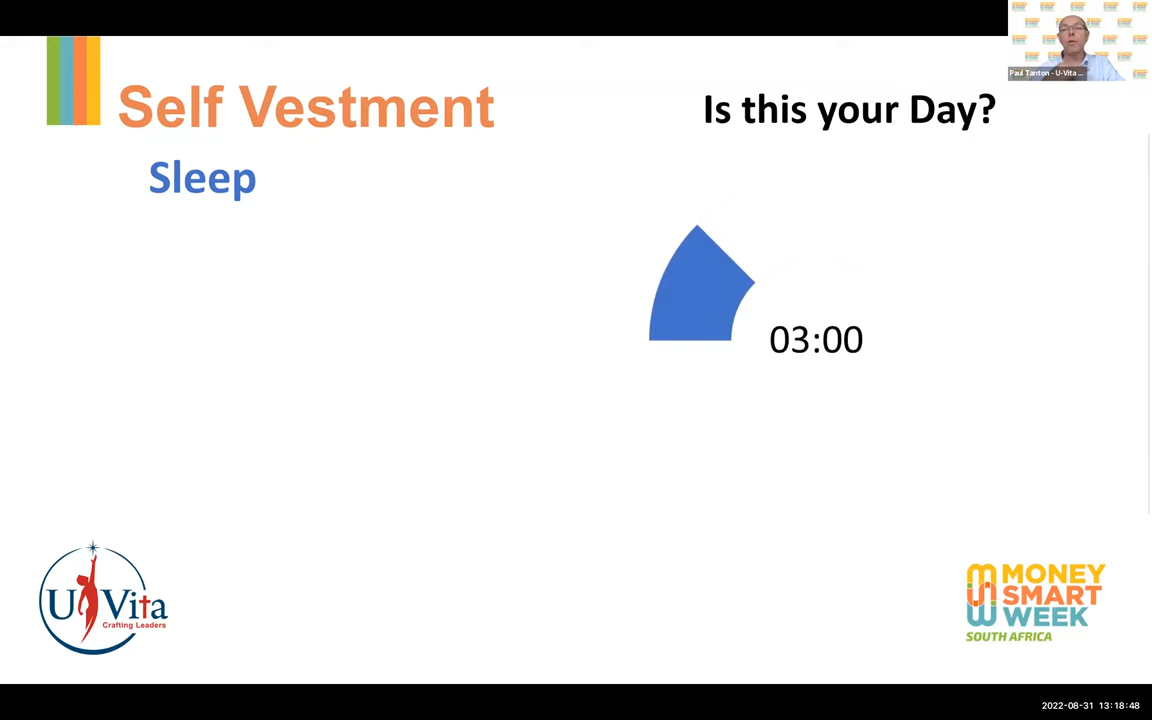 Paul Tanton - U-Vita ...
Self Vestment
Is this your Day?
Sleep
03:00
U Vita
Crafting Leaders
MONEY
SMART
WEEK
SOUTH AFRICA
2022-08-31 13:18:48